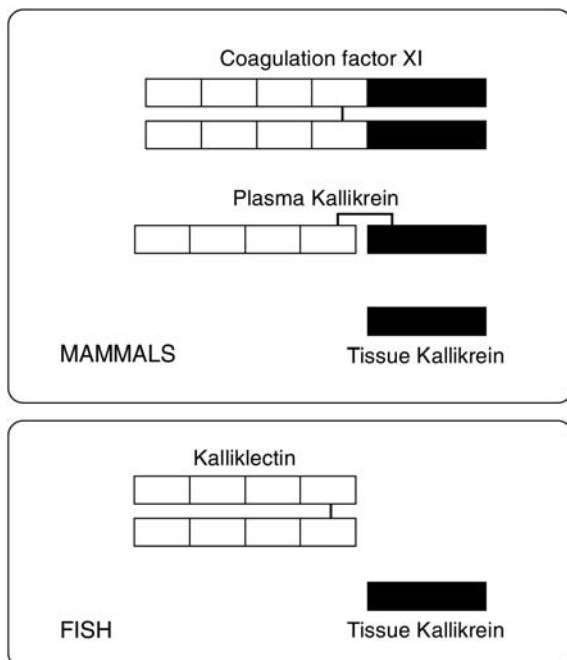 Coagulation factor XI
Plasma Kallikrein
Tissue Kallikrein
MAMMALS
Kalliklectin
Tissue Kallikrein
FISH